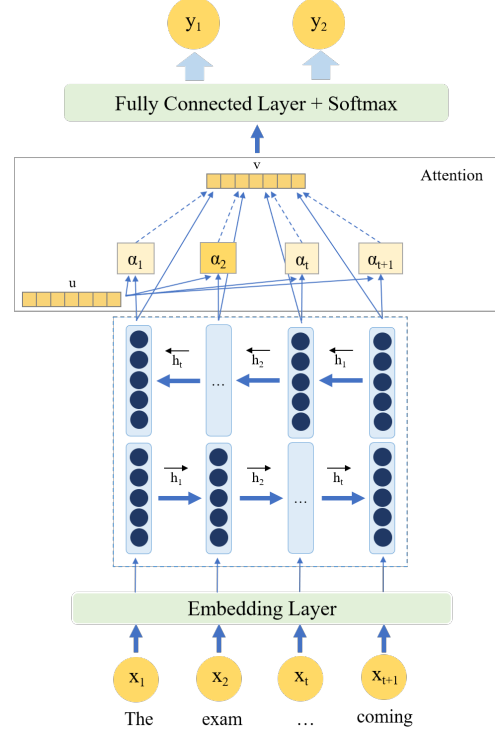 y1 y2
Fully Connected Layer + Softmax
v
Attention
α1 α2 αt αt+1
u
ht h2 h1
...
h1 h2 ht
...
Embedding Layer
x1 x2 xt xt+1
The exam ... coming